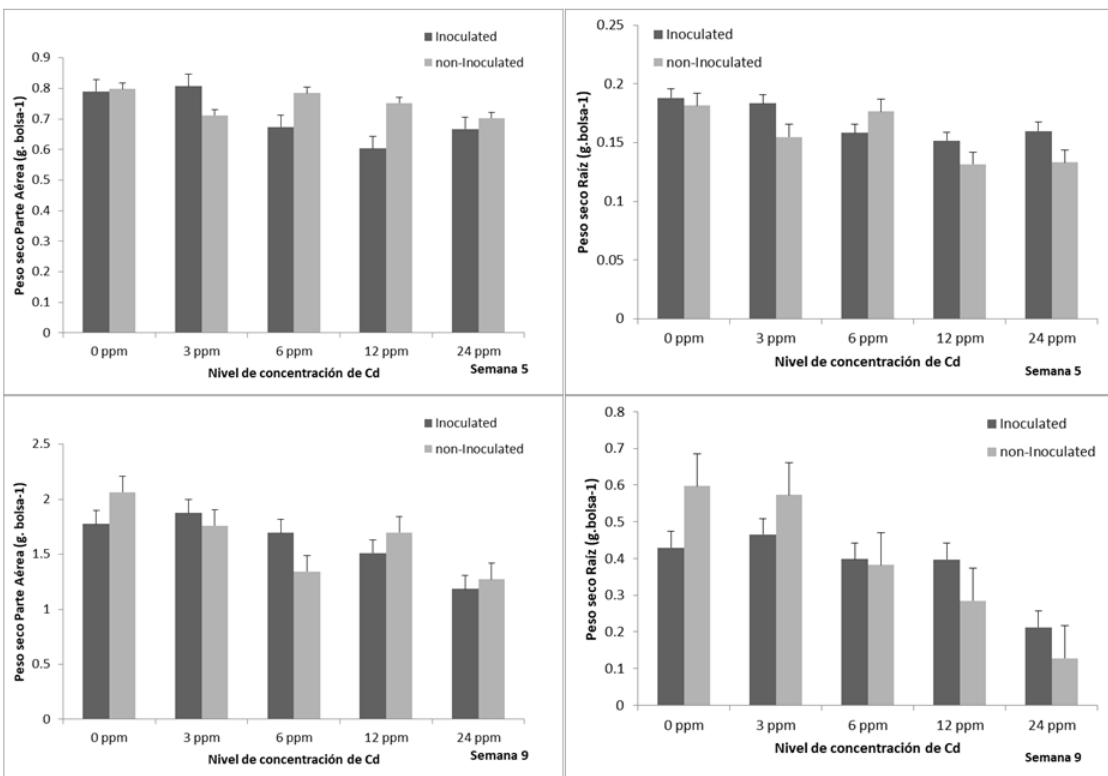 Inoculated
non-Inoculated
Peso seco Parte Aérea (g. bolsa-1)
0.9
0.8
0.7
0.6
0.5
0.4
0.3
0.2
0.1
0
0 ppm 3 ppm 6 ppm 12 ppm 24 ppm
Nivel de concentración de Cd
Semana 5
Inoculated
non-Inoculated
Peso seco Raíz (g.bolsa-1)
0.25
0.2
0.15
0.1
0.05
0
0 ppm 3 ppm 6 ppm 12 ppm 24 ppm
Nivel de concentración de Cd
Semana 5
Inoculated
non-Inoculated
Peso seco Parte Aérea (g. bolsa-1)
2.5
2
1.5
1
0.5
0
0 ppm 3 ppm 6 ppm 12 ppm 24 ppm
Nivel de concentración de Cd
Semana 9
Inoculated
non-Inoculated
Peso seco Raíz (g.bolsa-1)
0.8
0.7
0.6
0.5
0.4
0.3
0.2
0.1
0
0 ppm 3 ppm 6 ppm 12 ppm 24 ppm
Nivel de concentración de Cd
Semana 9